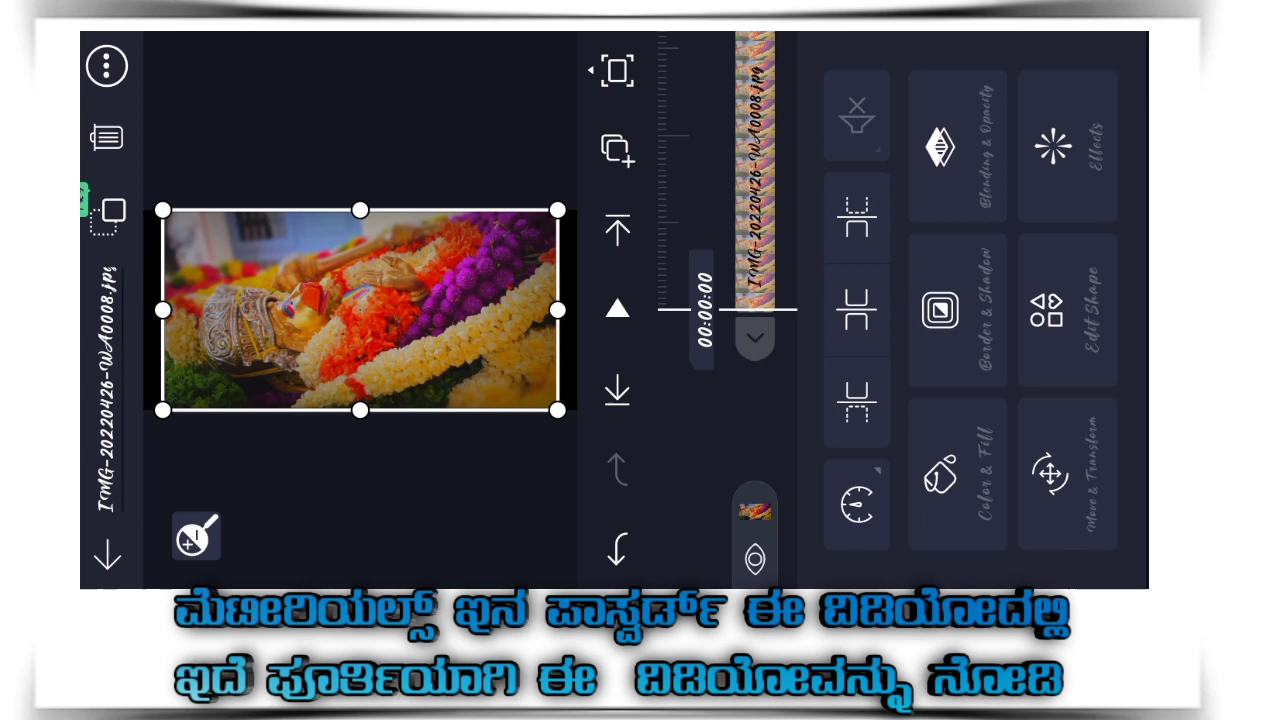 IMG-20220426-WA0008.jpg
00:00:00
IMG-20220426-WA0008.jpg
Blending & Opacity
Effects
Border & Shadow
Edit Shape
Color & Fill
Move & Transform
ಮೆಟೀರಿಯಲ್ಸ್ ಇನ ಪಾಸ್ವರ್ಡ್ ಈ ವಿಡಿಯೋದಲ್ಲಿ
ಇದೆ ಪೂರ್ತಿಯಾಗಿ ಈ ವಿಡಿಯೋವನ್ನು ನೋಡಿ